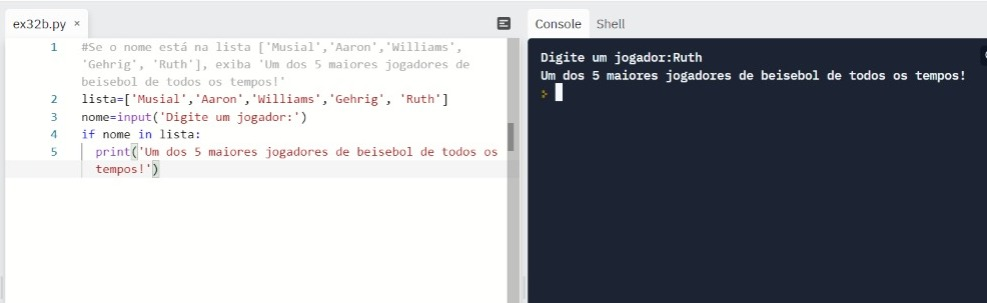 ex32b.py ×
1 #Se o nome está na lista ['Musial','Aaron','Williams',
'Gehrig', 'Ruth'], exiba 'Um dos 5 maiores jogadores de
beisebol de todos os tempos!'
2 lista=['Musial','Aaron','Williams','Gehrig', 'Ruth']
3 nome=input('Digite um jogador:')
4 if nome in lista:
5 print('Um dos 5 maiores jogadores de beisebol de todos os
tempos!')
Console Shell
Digite um jogador:Ruth
Um dos 5 maiores jogadores de beisebol de todos os tempos!
>